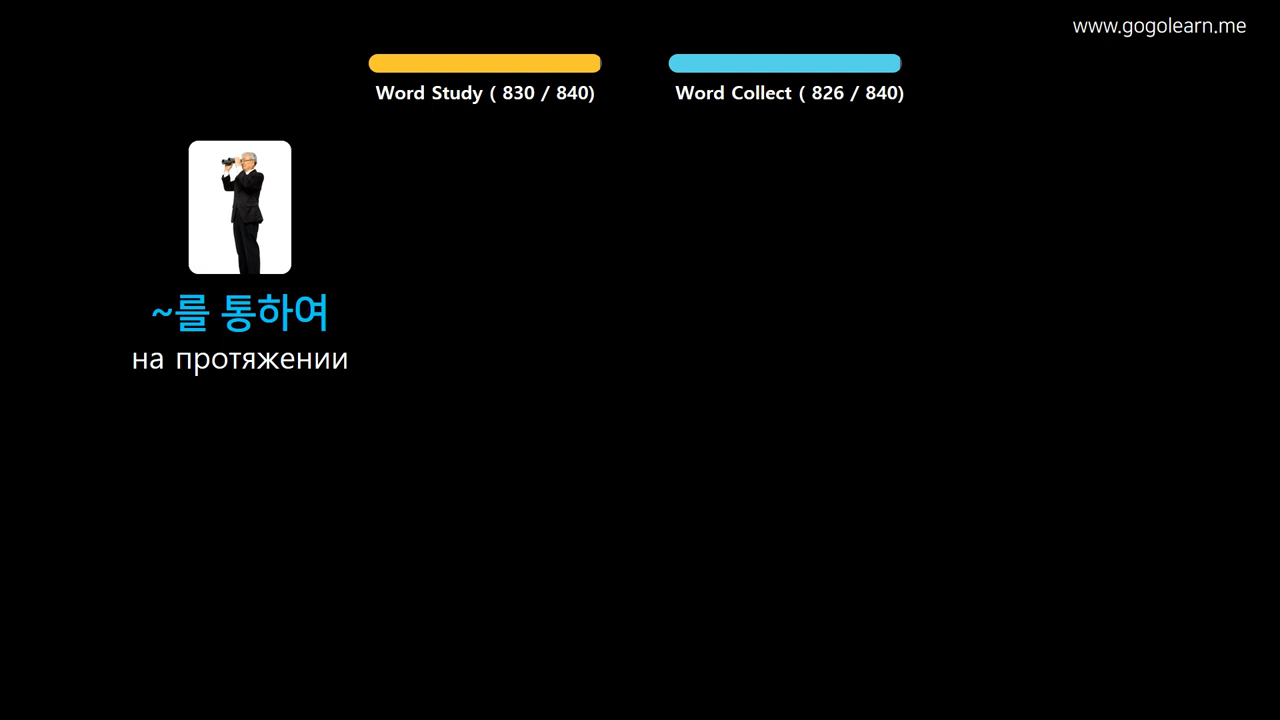 www.gogolearn.me
Word Study ( 830 / 840)
Word Collect ( 826 / 840)
~를 통하여
на протяжении